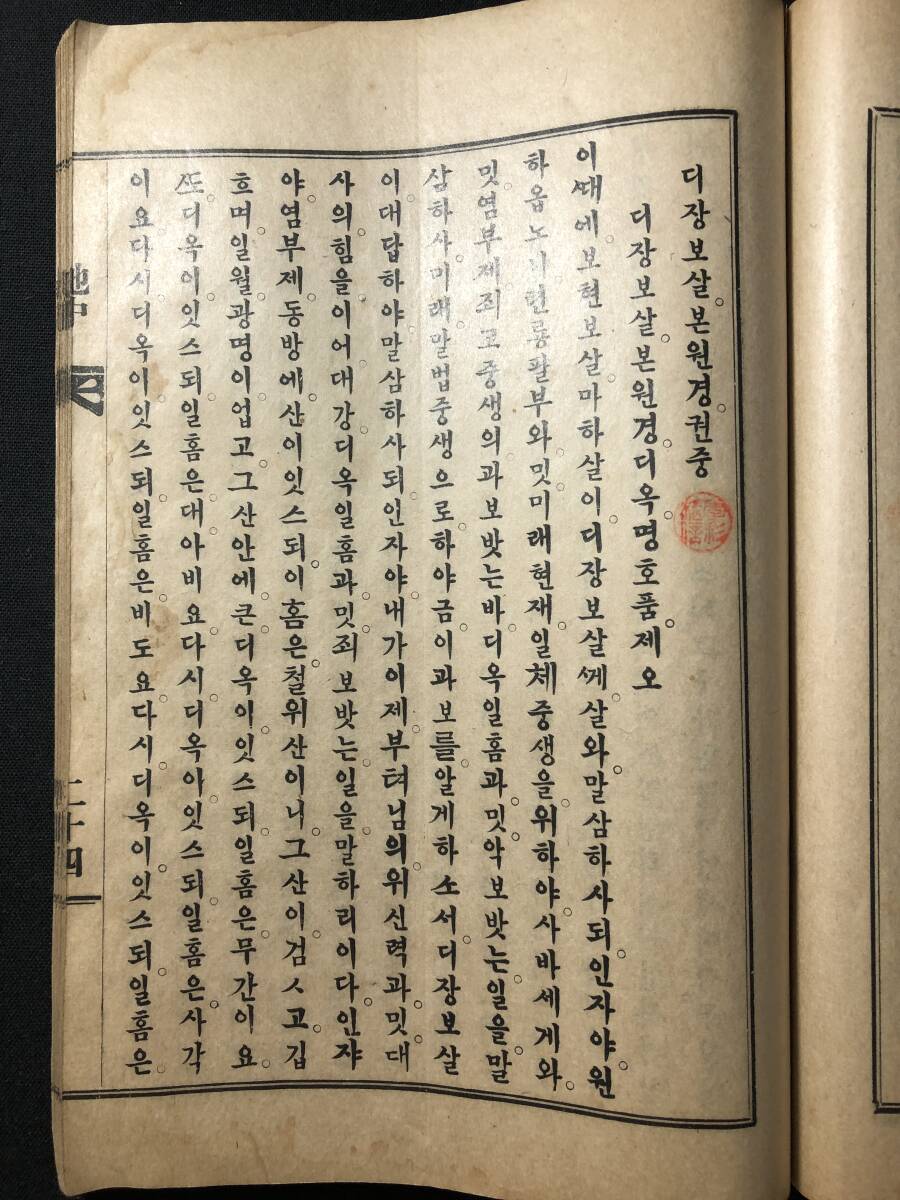 디장보살본원경권중
디장보살본원경디옥명호품제오
이ᄯᅢ에보현보살마하살이디장보살ᄭᅦ살와말삼하사되인자야원
하옵노니텬룡팔부와밋미래현재일체중생을위하야사바세게와
밋염부제죄고중생의과보밧는바디옥일홈과밋악보밧는일을말
삼하사미래말법중생으로하야금이과보를알게하소서디장보살
이대답하야말삼하사되인자야내가이제부텨님의위신력과밋대
사의힘을이어대강디옥일홈과밋죄보밧는일을말하리이다인쟈
야염부제동방에산이잇스되이홈은철위산이니그산이검ㅅ고깁
흐며일월광명이업고그산안에큰디옥이잇스되일홈은무간이요
ᄯᅩ디옥이잇스되일홈은대아비요다시디옥아잇스되일홈은사각
이요다시디옥이잇스되일홈은비도요다시디옥이잇스되일홈은
地中
二十四